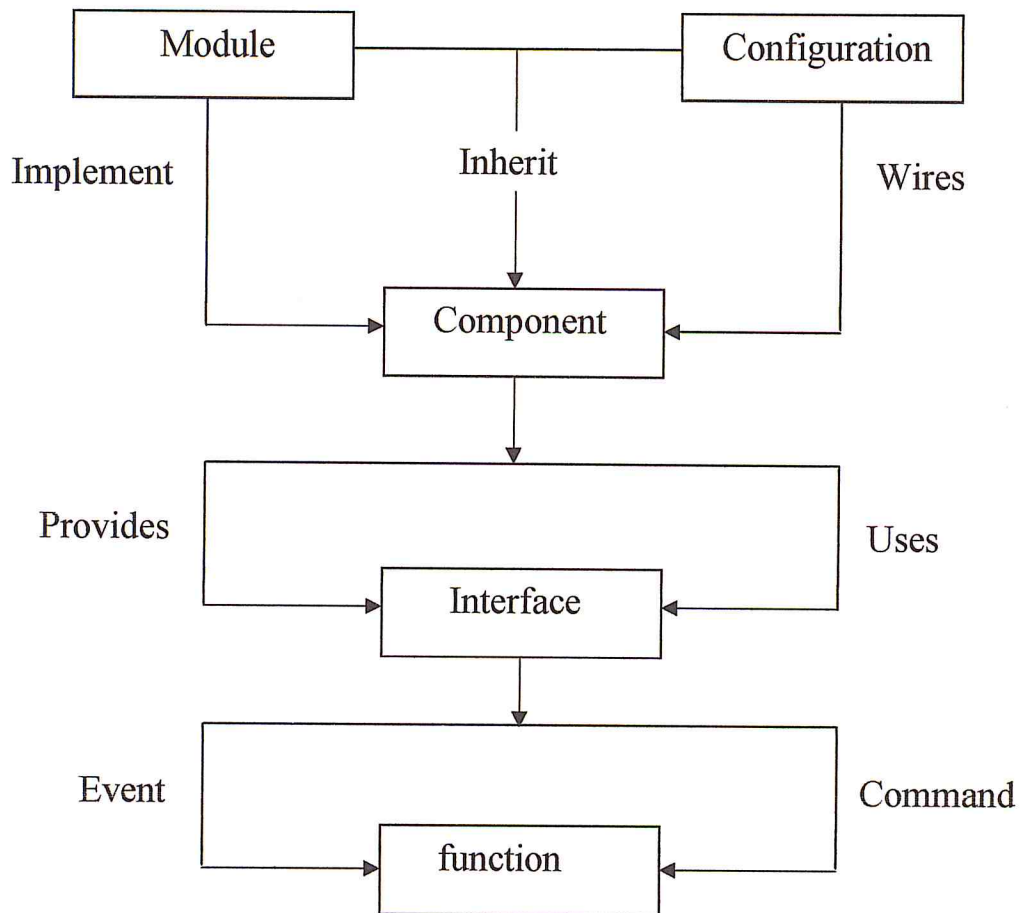 Module
Configuration
Implement
Inherit
Wires
Component
Provides
Uses
Interface
Event
Command
function